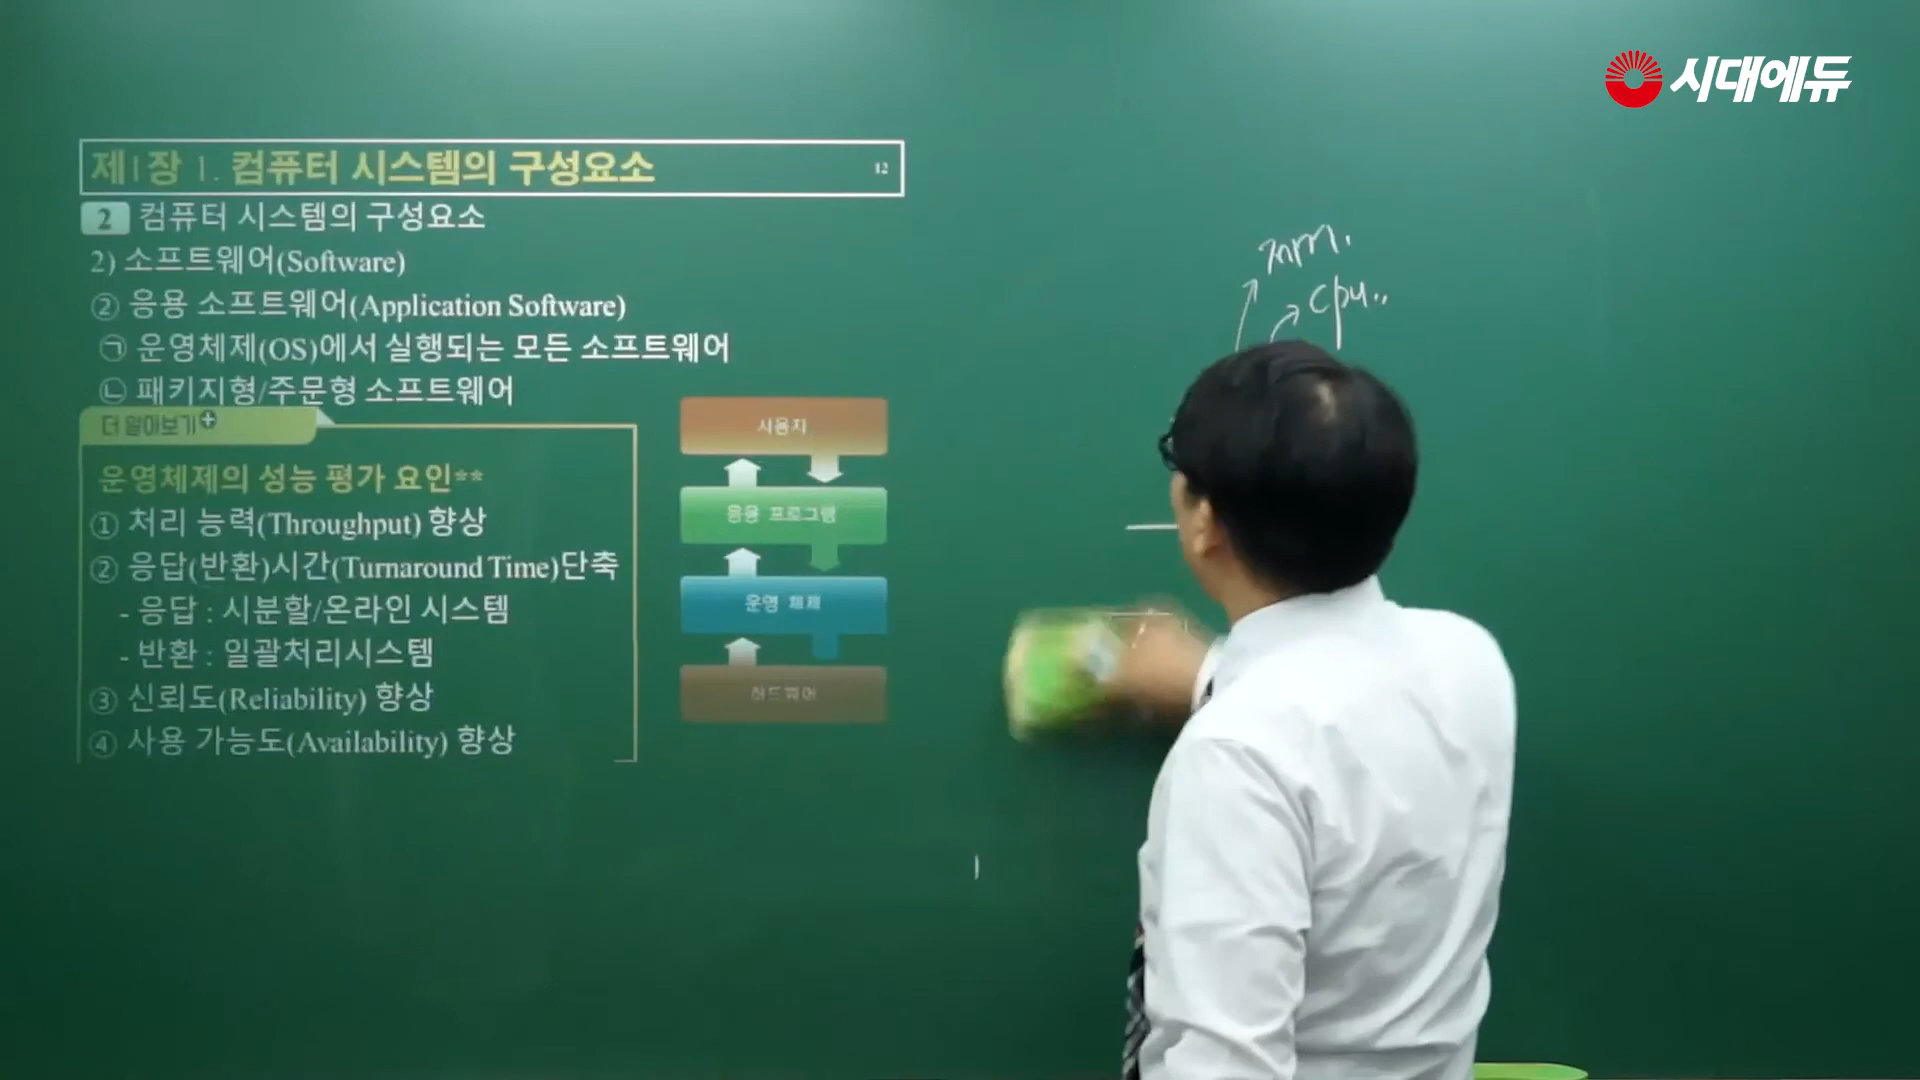 시대에듀
제1장 1. 컴퓨터 시스템의 구성요소
12
2 컴퓨터 시스템의 구성요소
2) 소프트웨어(Software)
② 응용 소프트웨어(Application Software)
㉠ 운영체제(OS)에서 실행되는 모든 소프트웨어
㉡ 패키지형/주문형 소프트웨어
더 알아보기+
운영체제의 성능 평가 요인**
① 처리 능력(Throughput) 향상
② 응답(반환)시간(Turnaround Time)단축
- 응답 : 시분할/온라인 시스템
- 반환 : 일괄처리시스템
③ 신뢰도(Reliability) 향상
④ 사용 가능도(Availability) 향상
사용자
응용 프로그램
운영 체제
하드웨어
cpu..